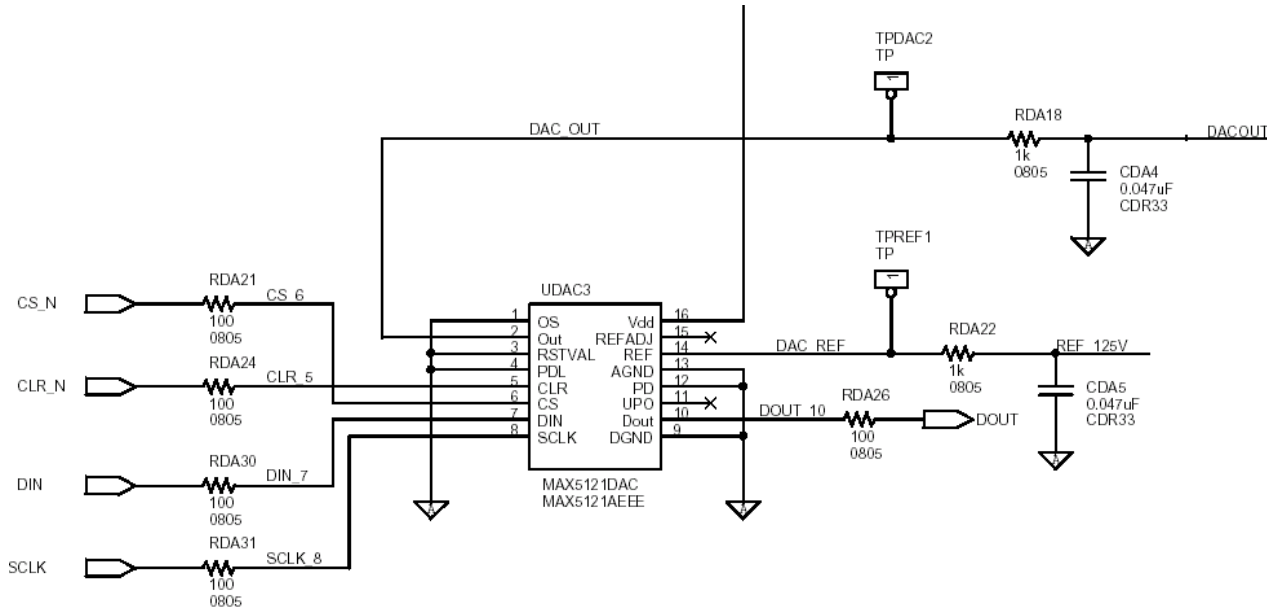 TPDAC2
TP
1
DAC_OUT
RDA18
1k
0805
DACOUT
CDA4
0.047uF
CDR33
A
TPREF1
TP
1
CS_N
RDA21
100
0805
CS_6
CLR_N
RDA24
100
0805
CLR_5
DIN
RDA30
100
0805
DIN_7
SCLK
RDA31
100
0805
SCLK_8
UDAC3
1 OS Vdd 16
2 Out REFADJ 15
3 RSTVAL REF 14
4 PDL AGND 13
5 CLR PD 12
6 CS UPO 11
7 DIN Dout 10
8 SCLK DGND 9
MAX5121DAC
MAX5121AEEE
A
A
DAC_REF
RDA22
1k
0805
REF_125V
CDA5
0.047uF
CDR33
A
DOUT_10
RDA26
100
0805
DOUT